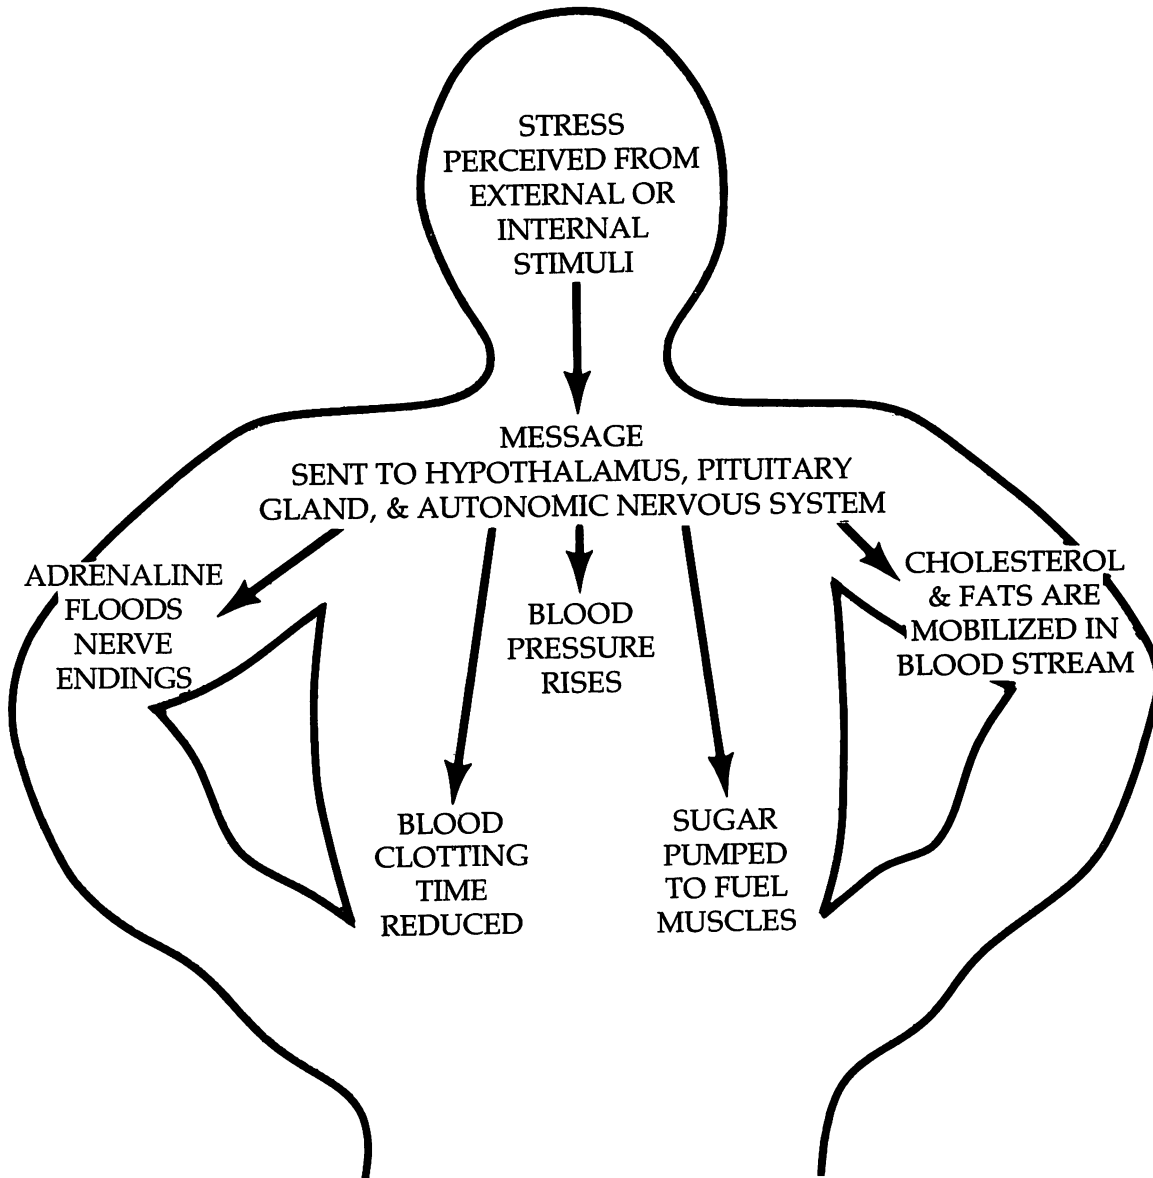 STRESS
PERCEIVED FROM
EXTERNAL OR
INTERNAL
STIMULI
MESSAGE
SENT TO HYPOTHALAMUS, PITUITARY
GLAND, & AUTONOMIC NERVOUS SYSTEM
ADRENALINE
FLOODS
NERVE
ENDINGS
BLOOD
PRESSURE
RISES
CHOLESTEROL
& FATS ARE
MOBILIZED IN
BLOOD STREAM
BLOOD
CLOTTING
TIME
REDUCED
SUGAR
PUMPED
TO FUEL
MUSCLES